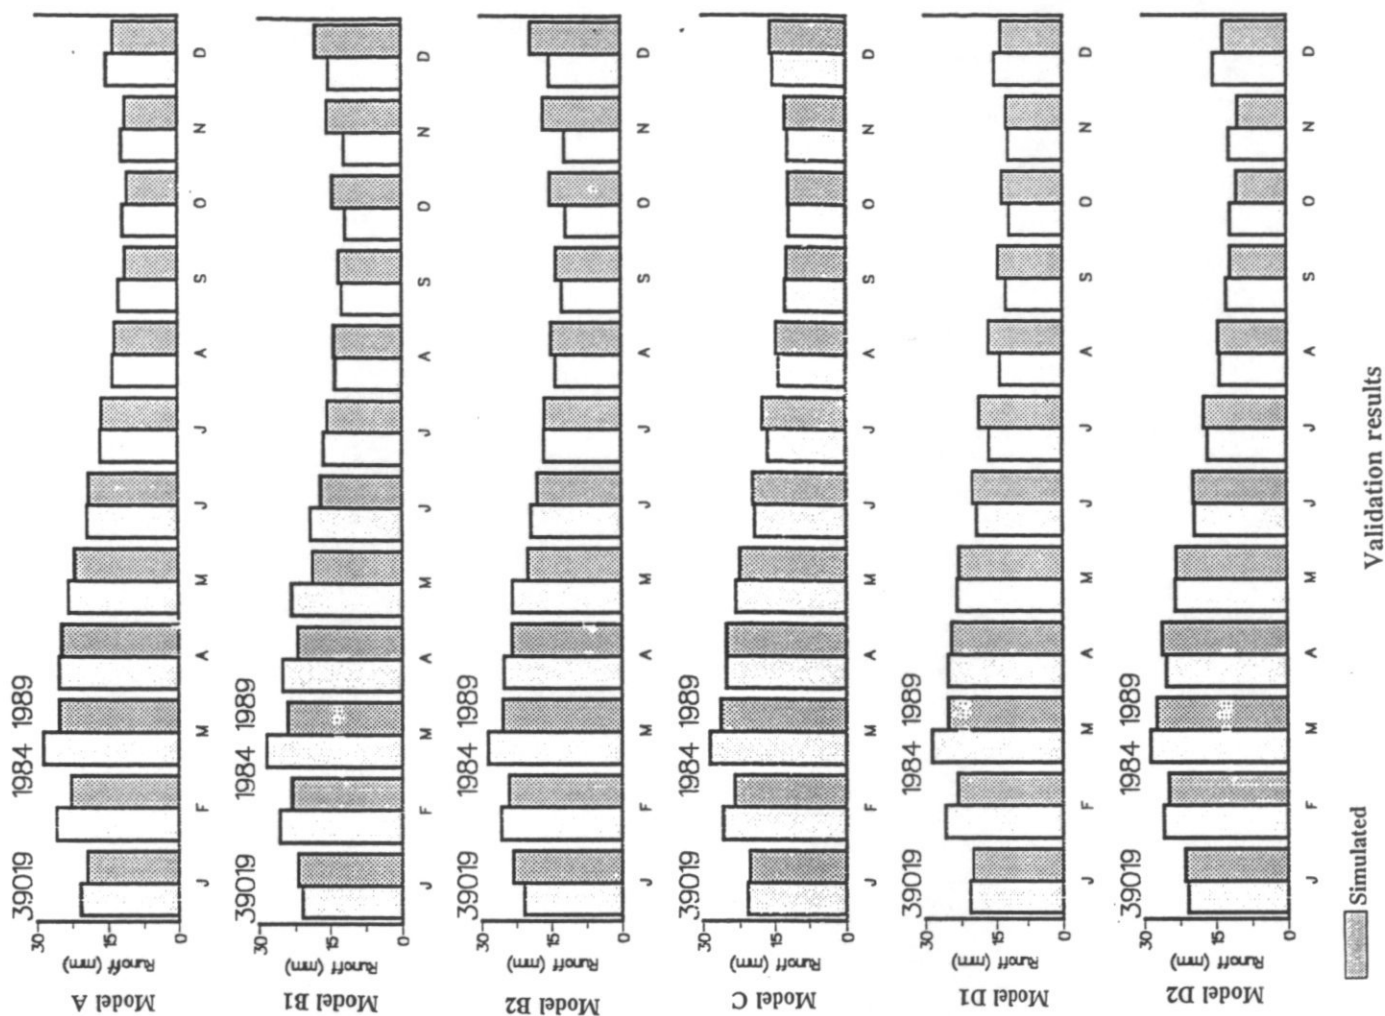 Model A
Runoff (mm)
39019 1984 1989
30
15
0
J F M A M J J A S O N D
Model B1
Runoff (mm)
39019 1984 1989
30
15
0
J F M A M J J A S O N D
Model B2
Runoff (mm)
39019 1984 1989
30
15
0
J F M A M J J A S O N D
Model C
Runoff (mm)
39019 1984 1989
30
15
0
J F M A M J J A S O N D
Model D1
Runoff (mm)
39019 1984 1989
30
15
0
J F M A M J J A S O N D
Model D2
Runoff (mm)
39019 1984 1989
30
15
0
J F M A M J J A S O N D
Simulated
Validation results